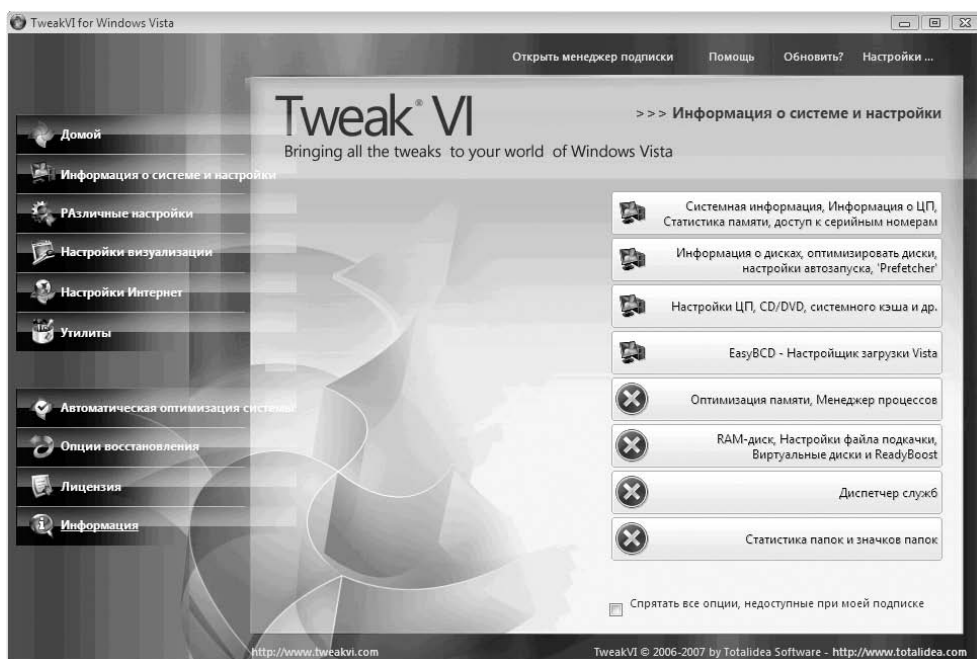 TweakVI for Windows Vista
Открыть менеджер подписки Помощь Обновить? Настройки ...
Tweak® VI
Bringing all the tweaks to your world of Windows Vista
>>> Информация о системе и настройки
Домой
Информация о системе и настройки
РАзличные настройки
Настройки визуализации
Настройки Интернет
Утилиты
Автоматическая оптимизация системы
Опции восстановления
Лицензия
Информация
Системная информация, Информация о ЦП,
Статистика памяти, доступ к серийным номерам
Информация о дисках, оптимизировать диски,
настройки автозапуска, 'Prefetcher'
Настройки ЦП, CD/DVD, системного кэша и др.
EasyBCD - Настройщик загрузки Vista
Оптимизация памяти, Менеджер процессов
RAM-диск, Настройки файла подкачки,
Виртуальные диски и ReadyBoost
Диспетчер служб
Статистика папок и значков папок
Спрятать все опции, недоступные при моей подписке
http://www.tweakvi.com
TweakVI © 2006-2007 by Totalidea Software - http://www.totalidea.com